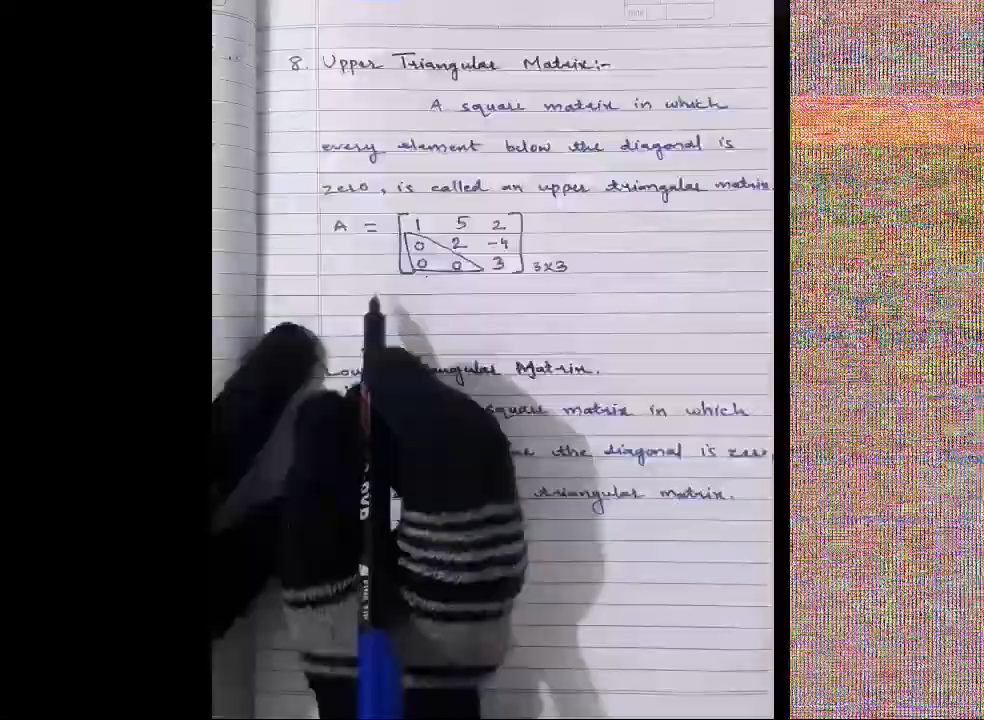 8. Upper Triangular Matrix:-
A square matrix in which
every element below the diagonal is
zero, is called an upper triangular matrix.
A = [ 1 5 2
0 2 -4
0 0 3 ] 3x3
Matrix.
square matrix in which
the diagonal is zero,
triangular matrix.